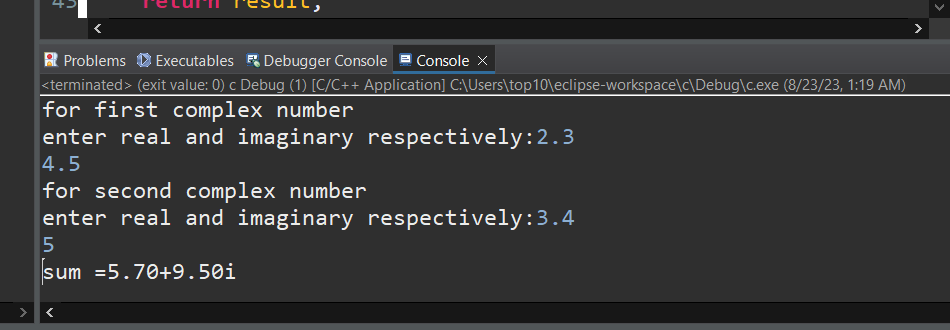 43 return result;
Problems Executables Debugger Console Console
<terminated> (exit value: 0) c Debug (1) [C/C++ Application] C:\Users\top10\eclipse-workspace\c\Debug\c.exe (8/23/23, 1:19 AM)
for first complex number
enter real and imaginary respectively:2.3
4.5
for second complex number
enter real and imaginary respectively:3.4
5
sum =5.70+9.50i